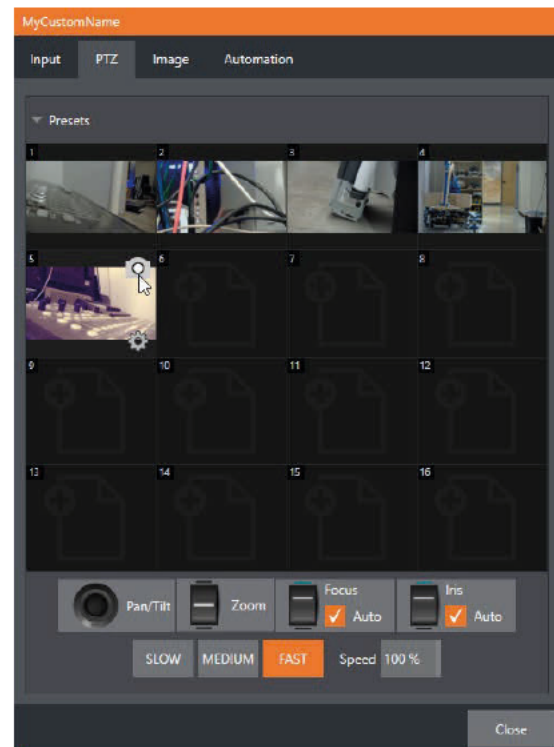 MyCustomName
Input PTZ Image Automation
Presets
1 2 3 4
5 6 7 8
9 10 11 12
13 14 15 16
Pan/Tilt Zoom Focus Auto Iris Auto
SLOW MEDIUM FAST Speed 100 %
Close